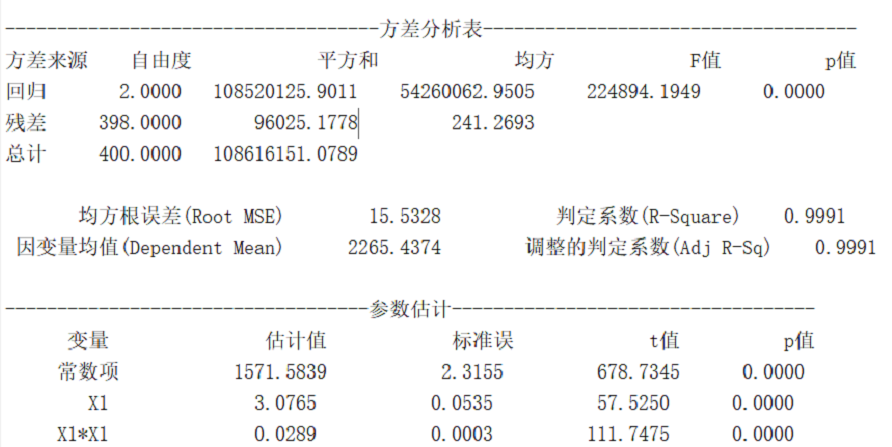 ------------------------------------方差分析表------------------------------------
方差来源 自由度 平方和 均方 F值 p值
回归 2.0000 108520125.9011 54260062.9505 224894.1949 0.0000
残差 398.0000 96025.1778 241.2693
总计 400.0000 108616151.0789
均方根误差(Root MSE) 15.5328 判定系数(R-Square) 0.9991
因变量均值(Dependent Mean) 2265.4374 调整的判定系数(Adj R-Sq) 0.9991
-----------------------------------参数估计-----------------------------------
变量 估计值 标准误 t值 p值
常数项 1571.5839 2.3155 678.7345 0.0000
X1 3.0765 0.0535 57.5250 0.0000
X1*X1 0.0289 0.0003 111.7475 0.0000